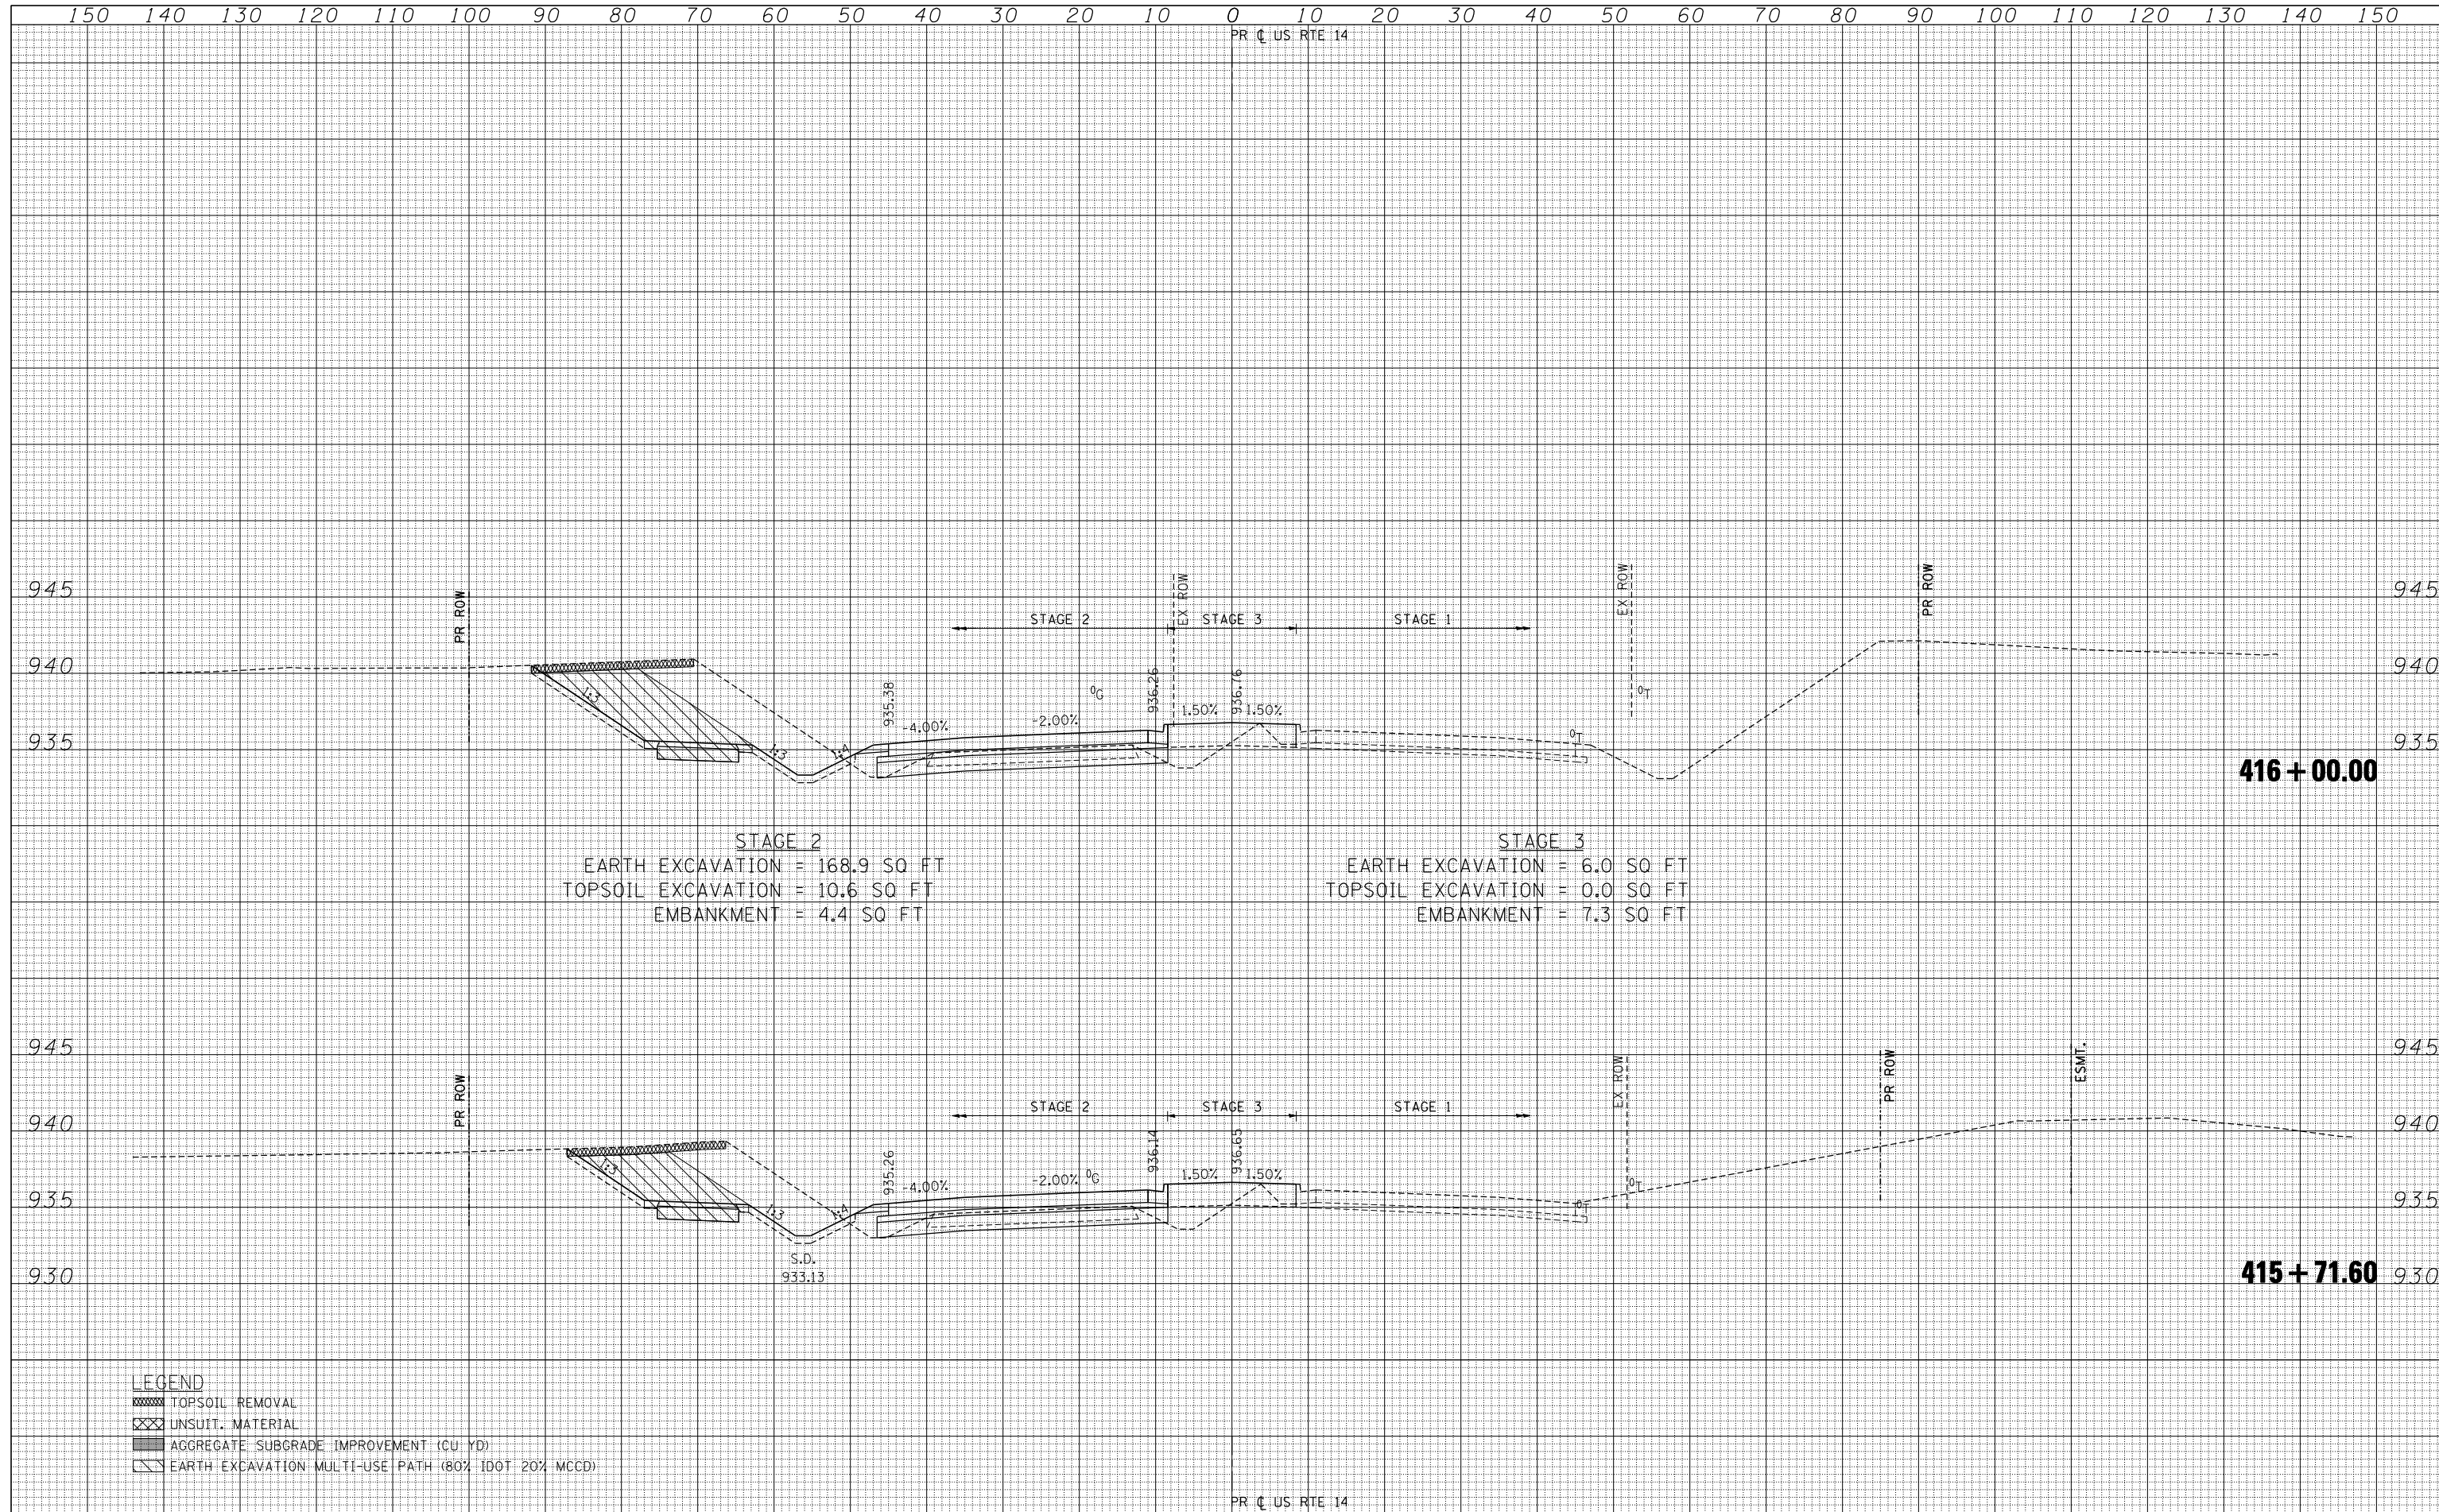 150 140 130 120 110 100 90 80 70 60 50 40 30 20 10 0 10 20 30 40 50 60 70 80 90 100 110 120 130 140 150
PR ℄ US RTE 14
945 945
PR ROW
EX ROW
EX ROW
PR ROW
STAGE 2 STAGE 3 STAGE 1
940 940
1:3
935.38
-4.00%
-2.00%
0G
936.26
1.50%
936.76
1.50%
0T
0T
935 935
1:3
1:4
416+00.00
STAGE 2
EARTH EXCAVATION = 168.9 SQ FT
TOPSOIL EXCAVATION = 10.6 SQ FT
EMBANKMENT = 4.4 SQ FT
STAGE 3
EARTH EXCAVATION = 6.0 SQ FT
TOPSOIL EXCAVATION = 0.0 SQ FT
EMBANKMENT = 7.3 SQ FT
945 945
PR ROW
EX ROW
PR ROW
ESMT.
STAGE 2 STAGE 3 STAGE 1
940 940
1:3
935.26
-4.00%
-2.00%
0G
936.14
1.50%
936.65
1.50%
0T
0T
935 935
1:3
1:4
S.D.
933.13
930 930
415+71.60
LEGEND
TOPSOIL REMOVAL
UNSUIT. MATERIAL
AGGREGATE SUBGRADE IMPROVEMENT (CU YD)
EARTH EXCAVATION MULTI-USE PATH (80% IDOT 20% MCCD)
PR ℄ US RTE 14